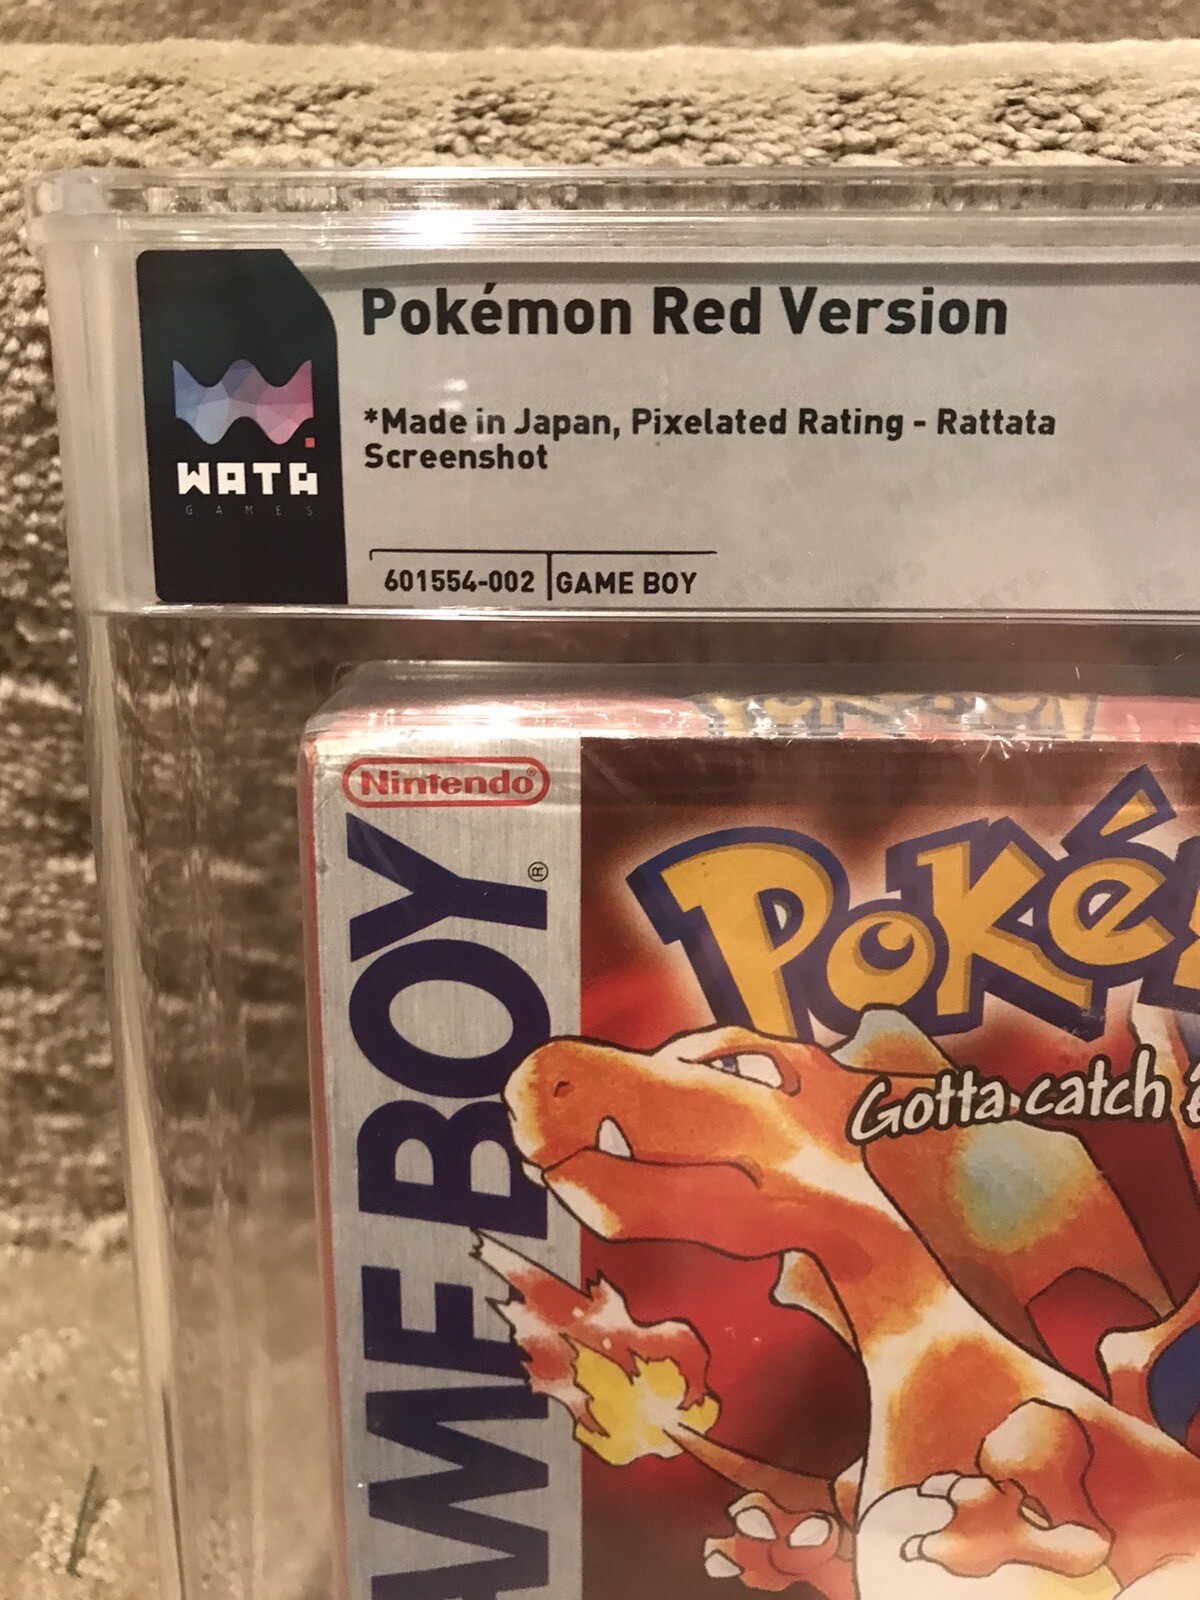 Pokémon Red Version
*Made in Japan, Pixelated Rating - Rattata
Screenshot
WATA
GAMES
601554-002 GAME BOY
Nintendo®
GAME BOY®
Poké
Gotta catch